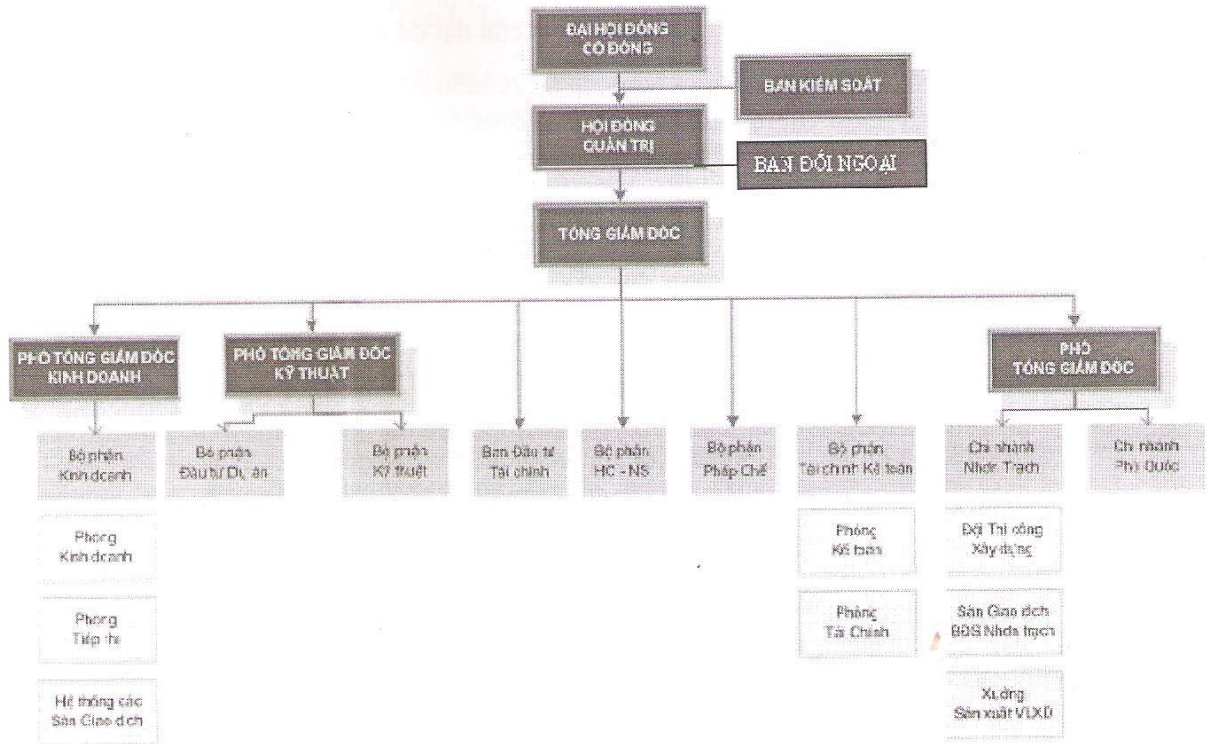 ĐẠI HỘI ĐỒNG
CỔ ĐÔNG
BAN KIỂM SOÁT
HỘI ĐỒNG
QUẢN TRỊ
BAN ĐỐI NGOẠI
TỔNG GIÁM ĐỐC
PHÓ TỔNG GIÁM ĐỐC
KINH DOANH
PHÓ TỔNG GIÁM ĐỐC
KỸ THUẬT
PHÓ
TỔNG GIÁM ĐỐC
Bộ phận
Kinh doanh
Bộ phận
Đầu tư Dự án
Bộ phận
Kỹ thuật
Ban Đầu tư
Tài chính
Bộ phận
HC - NS
Bộ phận
Pháp Chế
Bộ phận
Tài chính Kế toán
Chi nhánh
Nhơn Trạch
Chi nhánh
Phú Quốc
Phòng
Kinh doanh
Phòng
Kế toán
Đội Thi công
Xây dựng
Phòng
Tiếp thị
Phòng
Tài Chính
Sàn Giao dịch
BĐS Nhơn trạch
Hệ thống các
Sàn Giao dịch
Xưởng
Sản xuất VLXD